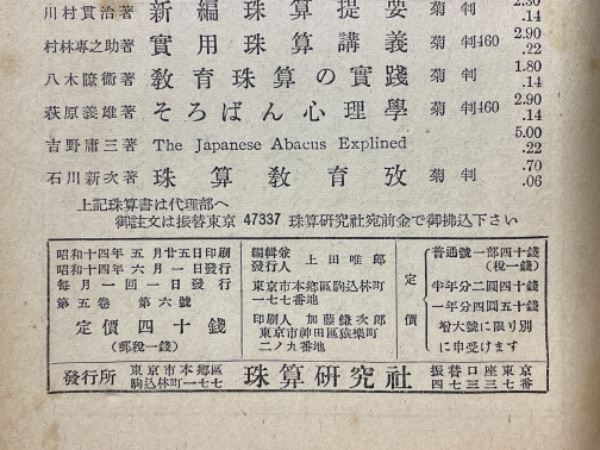 川村貫治著 新編珠算提要 菊判 2.30 .14
村林專之助著 實用珠算講義 菊判460 2.90 .22
八木暸衞著 敎育珠算の實踐 菊判 1.80 .14
萩原義雄著 そろばん心理學 菊判460 2.90 .14
吉野庸三著 The Japanese Abacus Explined 5.00 .22
石川新次著 珠算敎育攷 菊判 .70 .06
上記珠算書は代理部へ
御註文は振替東京 47337 珠算硏究社宛前金で御拂込下さい
昭和十四年五月廿五日印刷
昭和十四年六月一日發行
每月一回一日發行
第五卷 第六號
定價四十錢
(郵稅一錢)
編輯兼發行人 上田唯郎
東京市本鄕區駒込林町
一七七番地
印刷人 加藤鎌次郎
東京市神田區猿樂町
二ノ九番地
定價
普通號一部四十錢
(稅一錢)
半年分二圓四十錢
一年分四圓五十錢
增大號に限り別
に申受けます
發行所 東京市本鄕區駒込林町一七七 珠算硏究社 振替口座東京四七三三七番